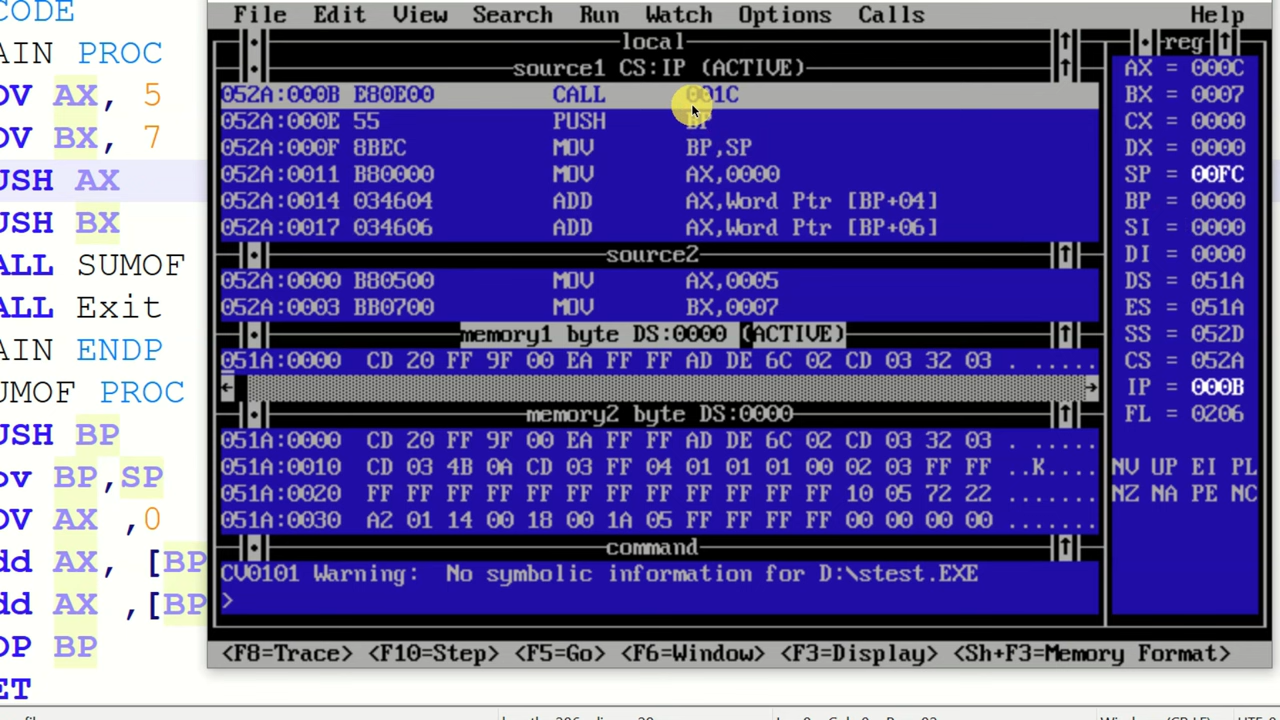 CODE
AIN PROC
OV AX, 5
OV BX, 7
USH AX
USH BX
ALL SUMOF
ALL Exit
AIN ENDP
UMOF PROC
USH BP
ov BP,SP
OV AX ,0
dd AX, [BP
dd AX ,[BP
OP BP
ET
File Edit View Search Run Watch Options Calls Help
local
source1 CS:IP (ACTIVE)
052A:000B E80E00 CALL 001C
052A:000E 55 PUSH BP
052A:000F 8BEC MOV BP,SP
052A:0011 B80000 MOV AX,0000
052A:0014 034604 ADD AX,Word Ptr [BP+04]
052A:0017 034606 ADD AX,Word Ptr [BP+06]
source2
052A:0000 B80500 MOV AX,0005
052A:0003 BB0700 MOV BX,0007
memory1 byte DS:0000 (ACTIVE)
051A:0000 CD 20 FF 9F 00 EA FF FF AD DE 6C 02 CD 03 32 03 . .....
memory2 byte DS:0000
051A:0000 CD 20 FF 9F 00 EA FF FF AD DE 6C 02 CD 03 32 03 . .....
051A:0010 CD 03 4B 0A CD 03 FF 04 01 01 01 00 02 03 FF FF ..K....
051A:0020 FF FF FF FF FF FF FF FF FF FF FF FF 10 05 72 22 .......
051A:0030 A2 01 14 00 18 00 1A 05 FF FF FF FF 00 00 00 00 .......
command
CV0101 Warning: No symbolic information for D:\stest.EXE
>
reg
AX = 000C
BX = 0007
CX = 0000
DX = 0000
SP = 00FC
BP = 0000
SI = 0000
DI = 0000
DS = 051A
ES = 051A
SS = 052D
CS = 052A
IP = 000B
FL = 0206
NV UP EI PL
NZ NA PE NC
<F8=Trace> <F10=Step> <F5=Go> <F6=Window> <F3=Display> <Sh+F3=Memory Format>